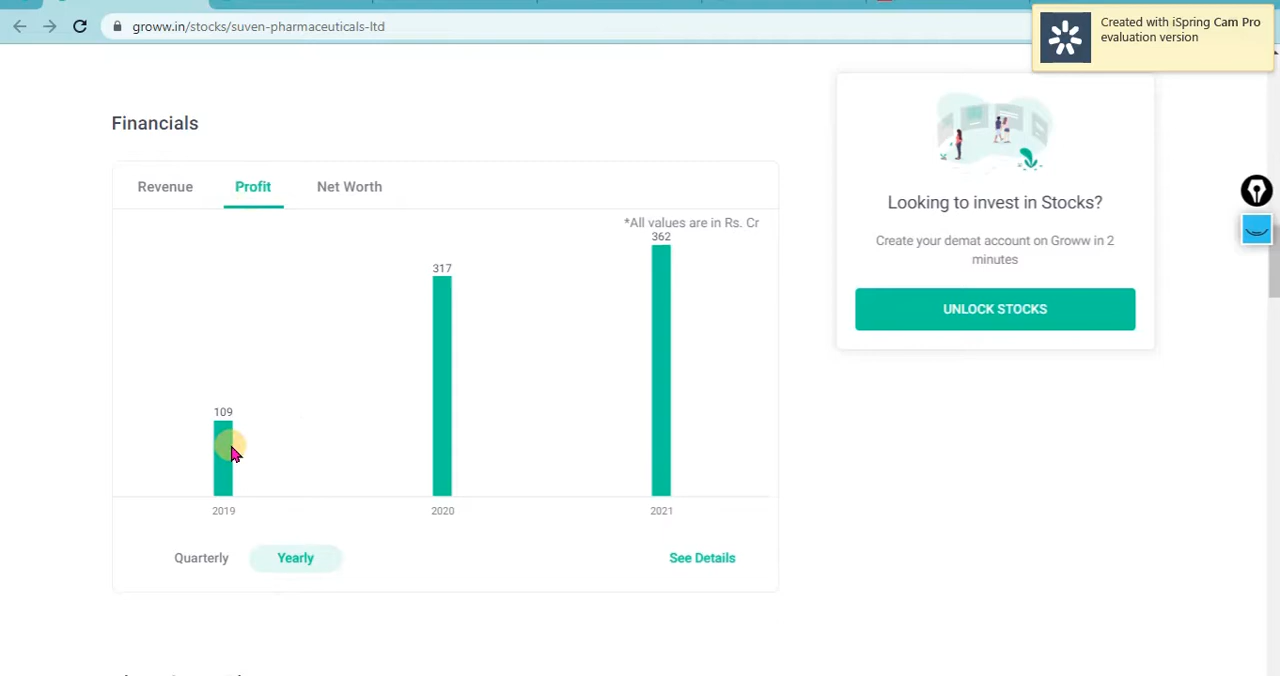 groww.in/stocks/suven-pharmaceuticals-ltd
Created with iSpring Cam Pro
evaluation version
Financials
Revenue Profit Net Worth
*All values are in Rs. Cr
362
317
109
2019 2020 2021
Quarterly Yearly See Details
Looking to invest in Stocks?
Create your demat account on Groww in 2
minutes
UNLOCK STOCKS